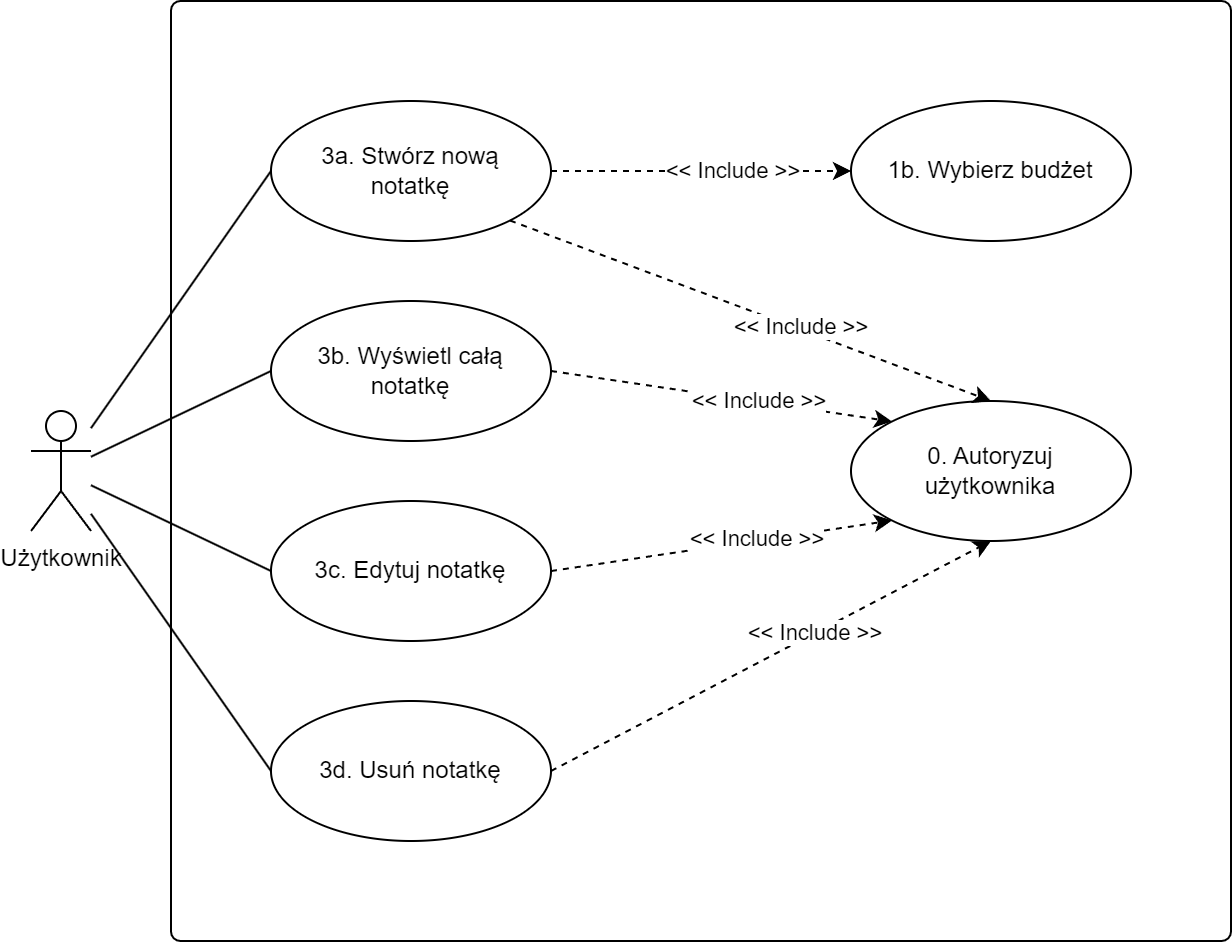 3a. Stwórz nową
notatkę
<< Include >>
1b. Wybierz budżet
<< Include >>
3b. Wyświetl całą
notatkę
<< Include >>
0. Autoryzuj
użytkownika
Użytkownik
<< Include >>
3c. Edytuj notatkę
<< Include >>
3d. Usuń notatkę